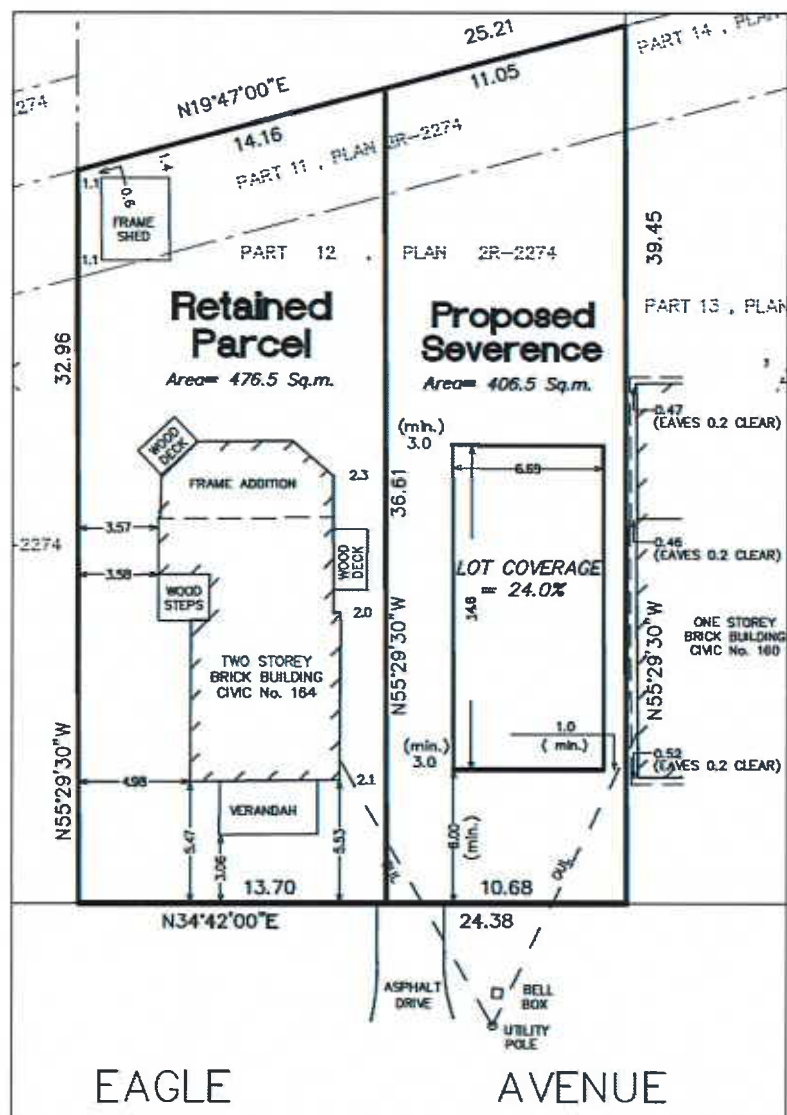 25.21
PART 14 , PLAN
11.05
N19°47'00"E
14.16
PART 11 , PLAN 2R-2274
274
1.1
0.6
1.4
FRAME
SHED
1.1
PART 12 , PLAN 2R-2274
39.45
PART 13 , PLAN
Retained
Parcel
Area= 476.5 Sq.m.
Proposed
Severence
Area= 406.5 Sq.m.
32.96
(min.)
3.0
6.69
0.47
(EAVES 0.2 CLEAR)
WOOD
DECK
FRAME ADDITION
2.3
36.61
3.57
-2274
3.58
WOOD
DECK
WOOD
STEPS
2.0
LOT COVERAGE
= 24.0%
14.6
0.46
(EAVES 0.2 CLEAR)
ONE STOREY
BRICK BUILDING
CIVIC No. 160
TWO STOREY
BRICK BUILDING
CIVIC No. 164
N55°29'30"W
N55°29'30"W
N55°29'30"W
(min.)
3.0
1.0
( min.)
0.52
(EAVES 0.2 CLEAR)
4.98
2.1
VERANDAH
5.47
3.06
5.53
6.00
(min.)
OUL
OUL
13.70
10.68
N34°42'00"E
24.38
ASPHALT
DRIVE
BELL
BOX
UTILITY
POLE
EAGLE AVENUE